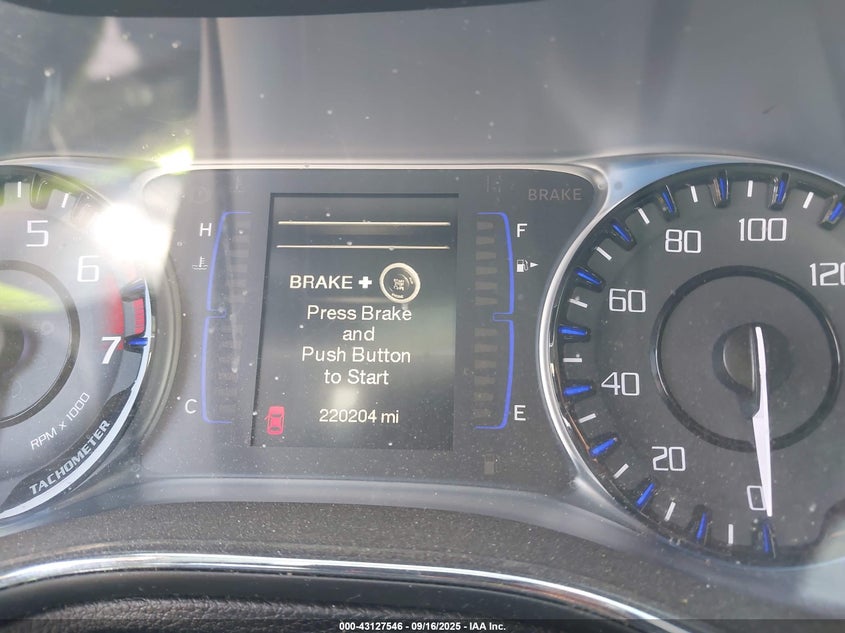 5
6
7
RPM x 1000
TACHOMETER
H
C
BRAKE +
Press Brake
and
Push Button
to Start
220204 mi
F
E
BRAKE
0
20
40
60
80
100
120
000-43127546 - 09/16/2025 - IAA Inc.